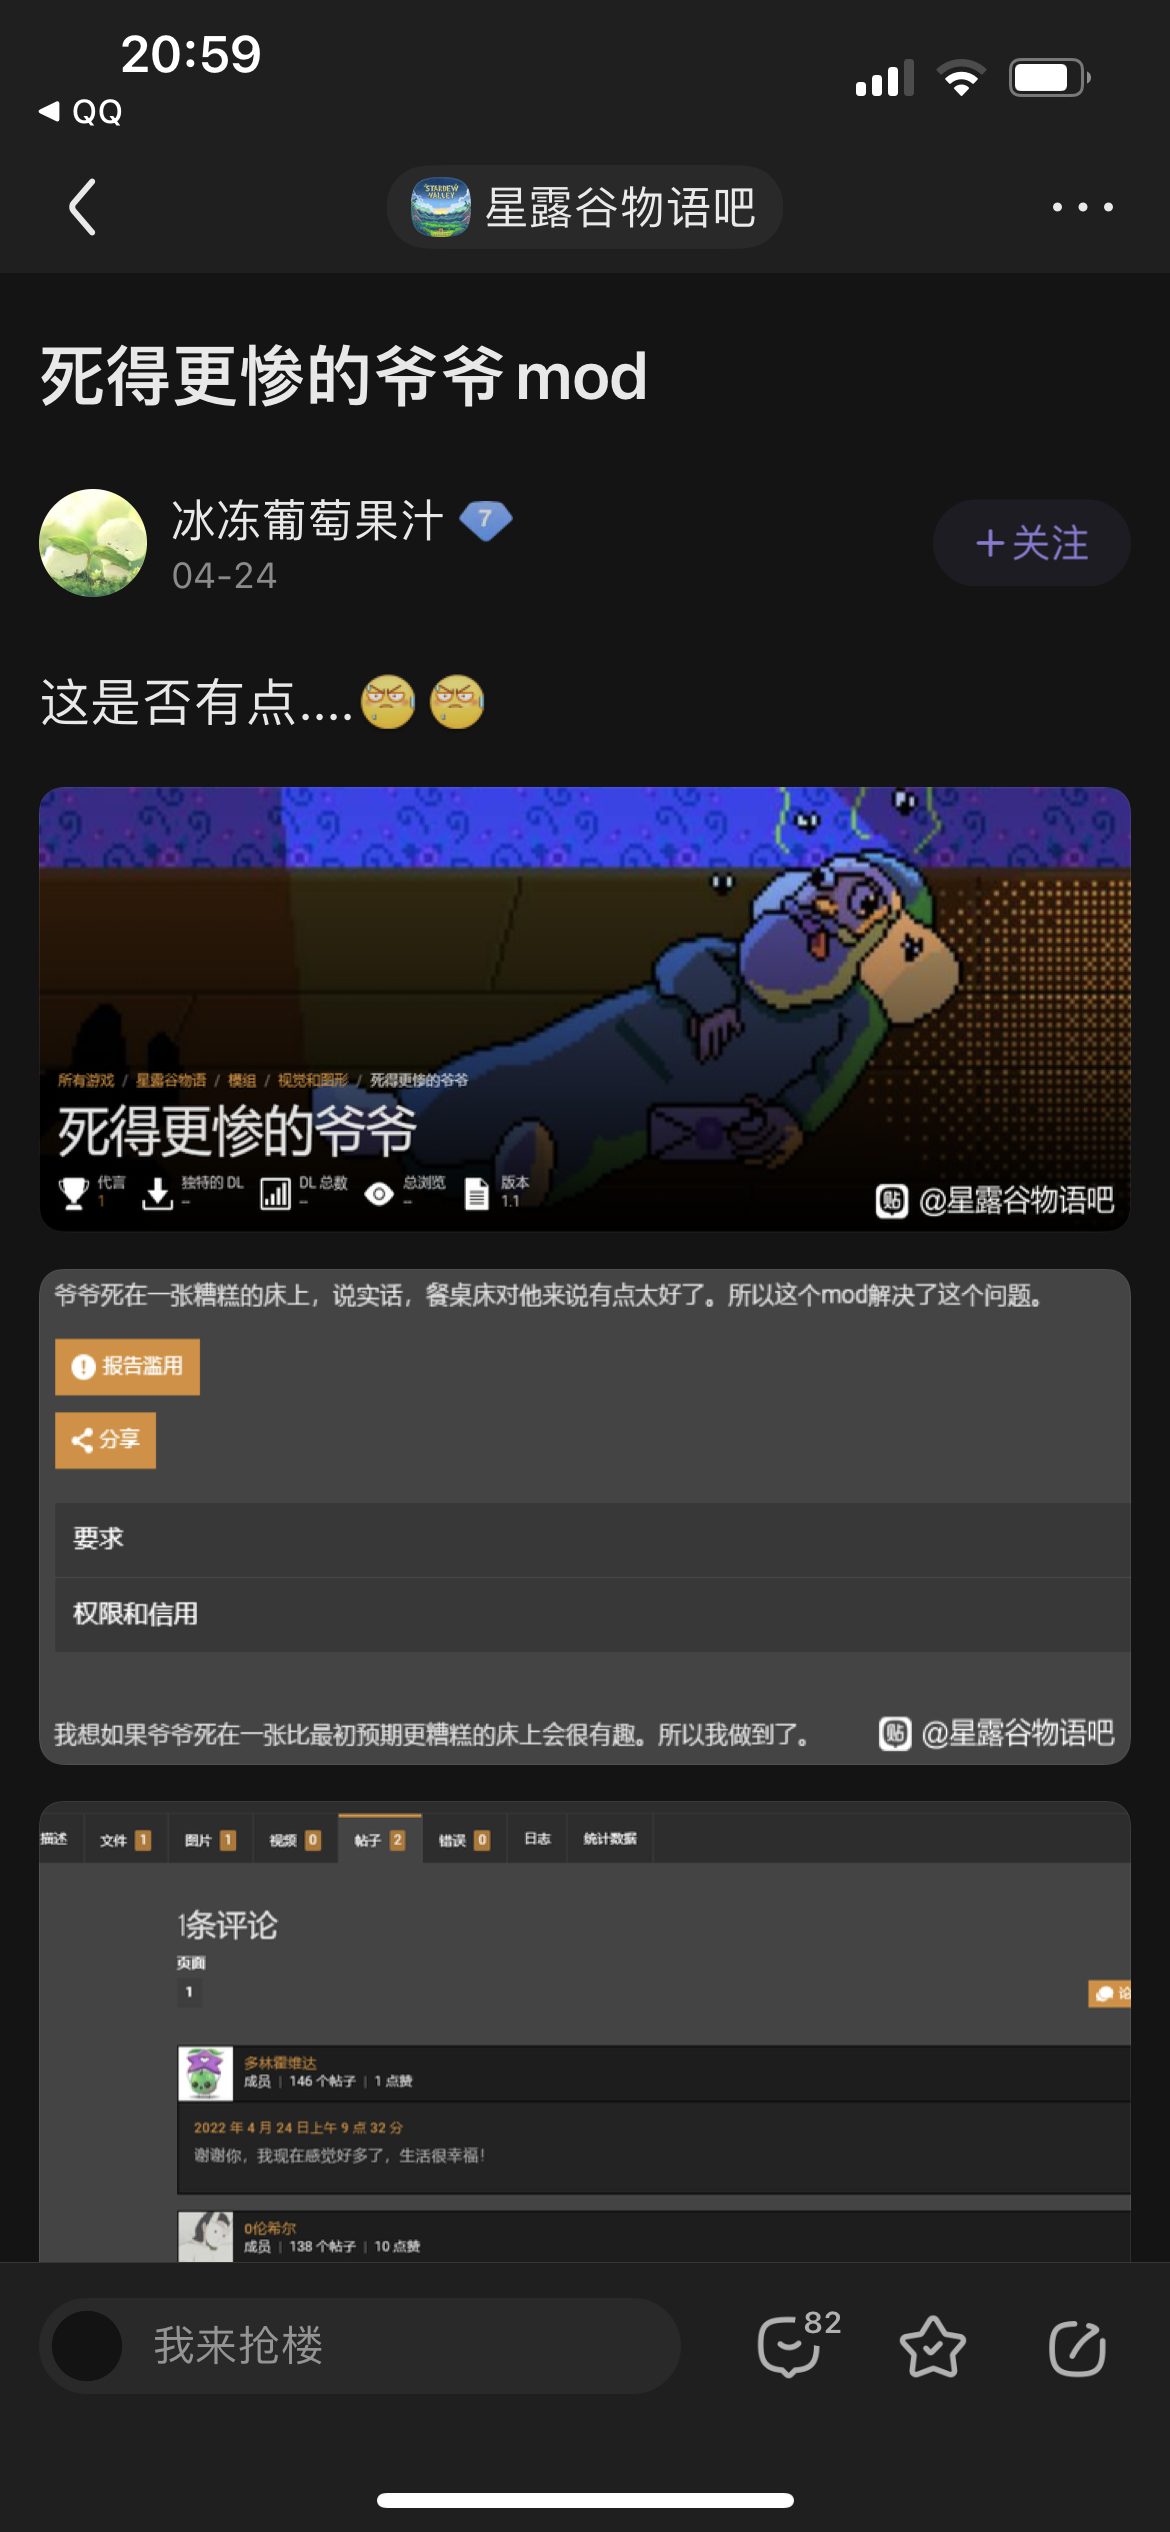 20:59
QQ
星露谷物语吧
死得更惨的爷爷mod
冰冻葡萄果汁 7
04-24
+关注
这是否有点....
所有游戏 / 星露谷物语 / 模组 / 视觉和图形 / 死得更惨的爷爷
死得更惨的爷爷
代言 独特的 DL DL 总数 总浏览 版本
1 -- -- -- 1.1
贴 @星露谷物语吧
爷爷死在一张糟糕的床上，说实话，餐桌床对他来说有点太好了。所以这个mod解决了这个问题。
报告滥用
分享
要求
权限和信用
我想如果爷爷死在一张比最初预期更糟糕的床上会很有趣。所以我做到了。
贴 @星露谷物语吧
描述 文件 1 图片 1 视频 0 帖子 2 错误 0 日志 统计数据
1条评论
页面
1
论
多林霍维达
成员 | 146 个帖子 | 1 点赞
2022 年 4 月 24 日上午 9 点 32 分
谢谢你，我现在感觉好多了，生活很幸福！
0伦希尔
成员 | 138 个帖子 | 10 点赞
我来抢楼
82